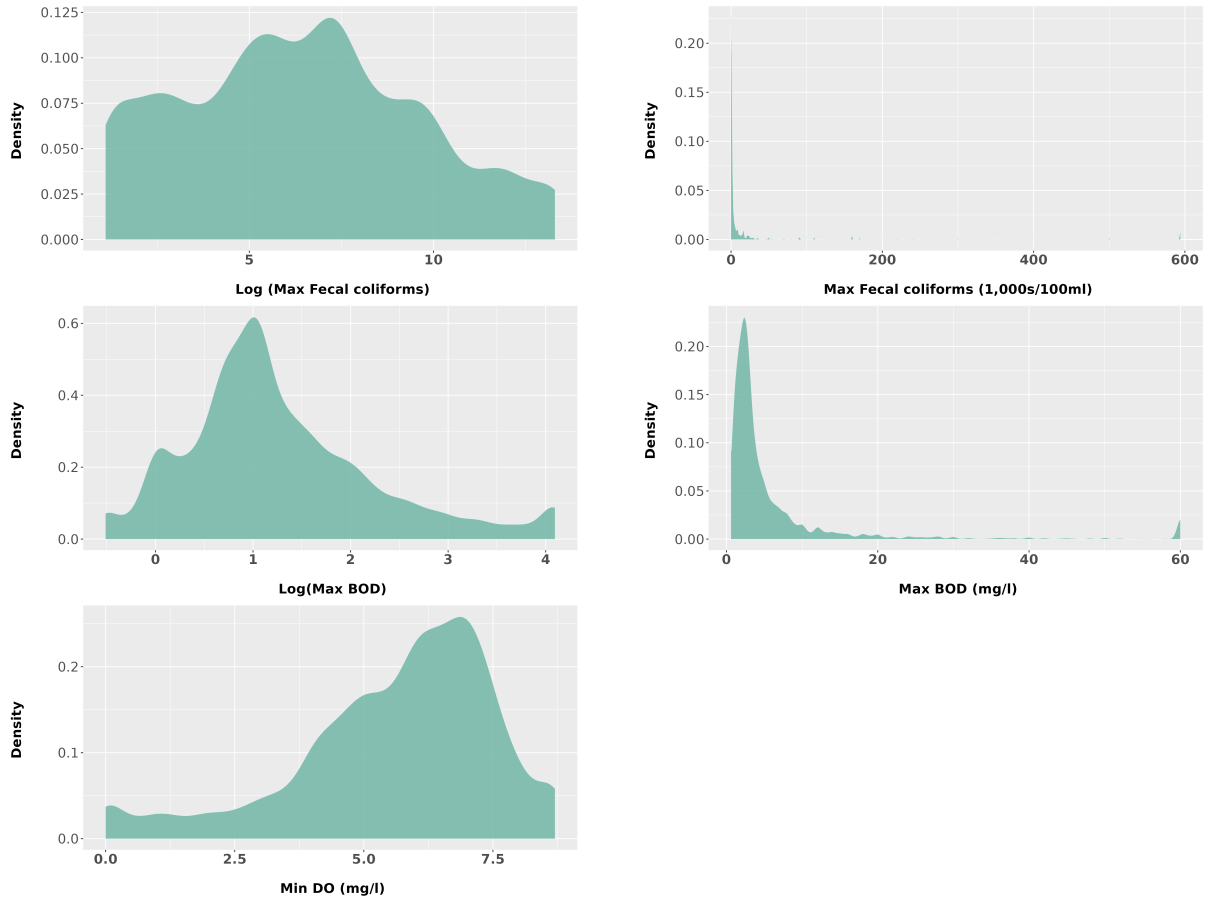 Density
0.125
0.100
0.075
0.050
0.025
0.000
5 10
Log (Max Fecal coliforms)
Density
0.20
0.15
0.10
0.05
0.00
0 200 400 600
Max Fecal coliforms (1,000s/100ml)
Density
0.6
0.4
0.2
0.0
0 1 2 3 4
Log(Max BOD)
Density
0.20
0.15
0.10
0.05
0.00
0 20 40 60
Max BOD (mg/l)
Density
0.2
0.1
0.0
0.0 2.5 5.0 7.5
Min DO (mg/l)